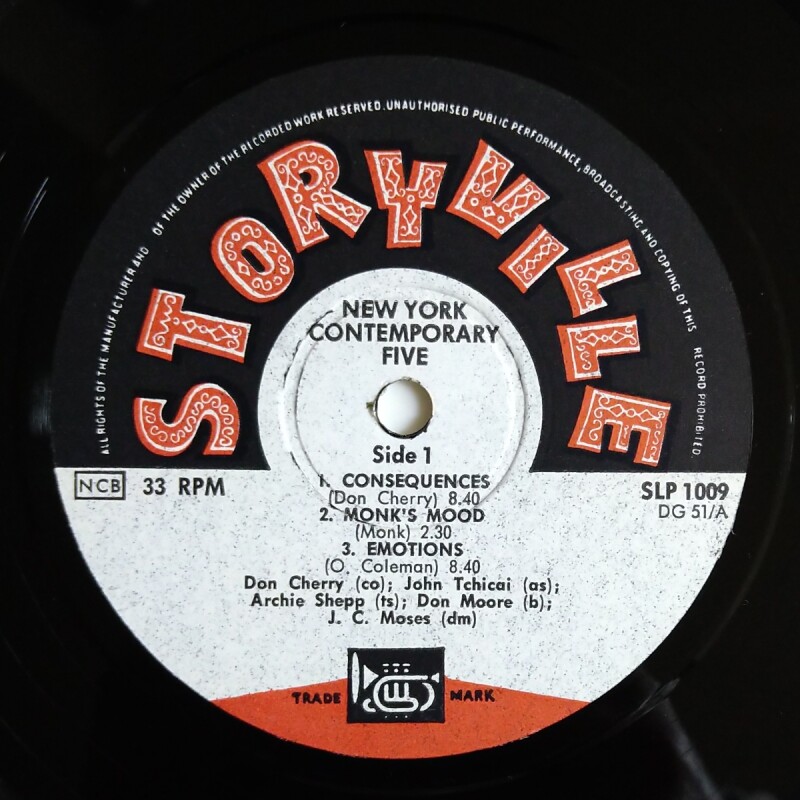 ALL RIGHTS OF THE MANUFACTURER AND OF THE OWNER OF THE RECORDED WORK RESERVED. UNAUTHORISED PUBLIC PERFORMANCE, BROADCASTING AND COPYING OF THIS RECORD PROHIBITED
STORYVILLE
NEW YORK
CONTEMPORARY
FIVE
Side 1
NCB 33 RPM
SLP 1009
DG 51/A
1. CONSEQUENCES
(Don Cherry) 8.40
2. MONK'S MOOD
(Monk) 2.30
3. EMOTIONS
(O. Coleman) 8.40
Don Cherry (co); John Tchicai (as);
Archie Shepp (ts); Don Moore (b);
J. C. Moses (dm)
TRADE MARK